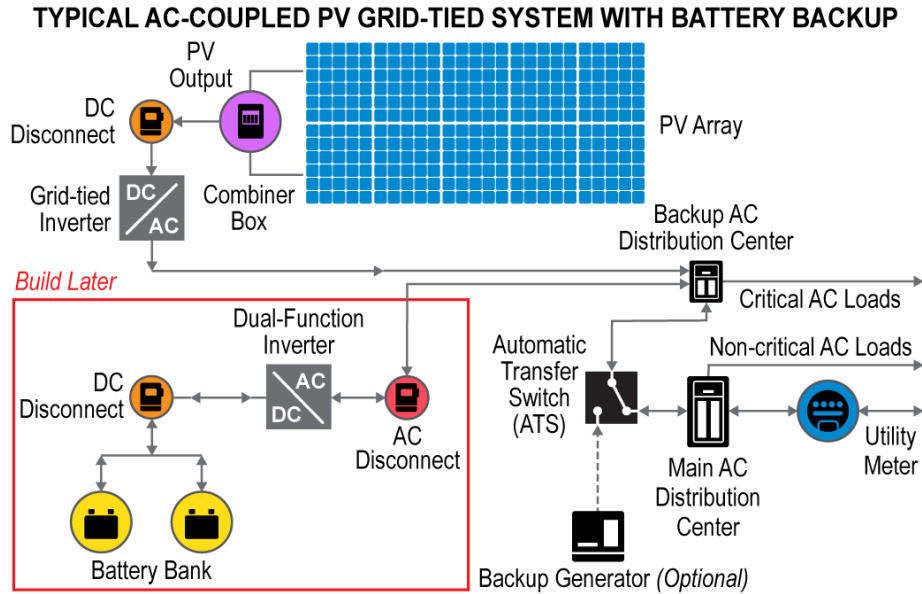 TYPICAL AC-COUPLED PV GRID-TIED SYSTEM WITH BATTERY BACKUP
PV
Output
DC
Disconnect
PV Array
Grid-tied
Inverter
DC
AC
Combiner
Box
Backup AC
Distribution Center
Build Later
Critical AC Loads
Dual-Function
Inverter
AC
DC
DC
Disconnect
AC
Disconnect
Automatic
Transfer
Switch
(ATS)
Non-critical AC Loads
Utility
Meter
Main AC
Distribution
Center
Battery Bank
Backup Generator (Optional)